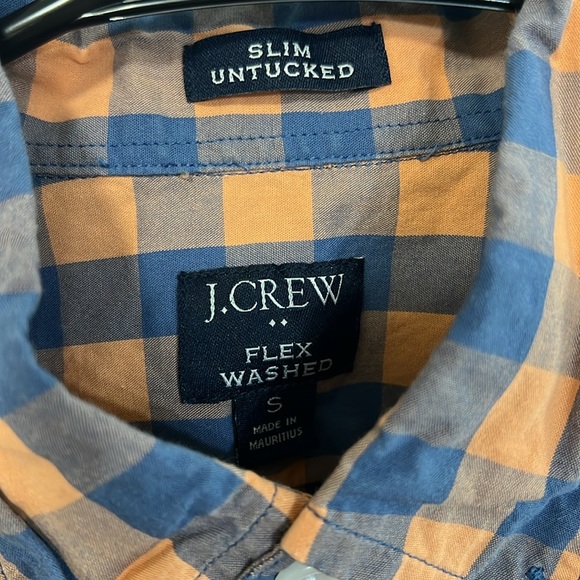 SLIM
UNTUCKED
J.CREW
FLEX
WASHED
S
MADE IN
MAURITIUS